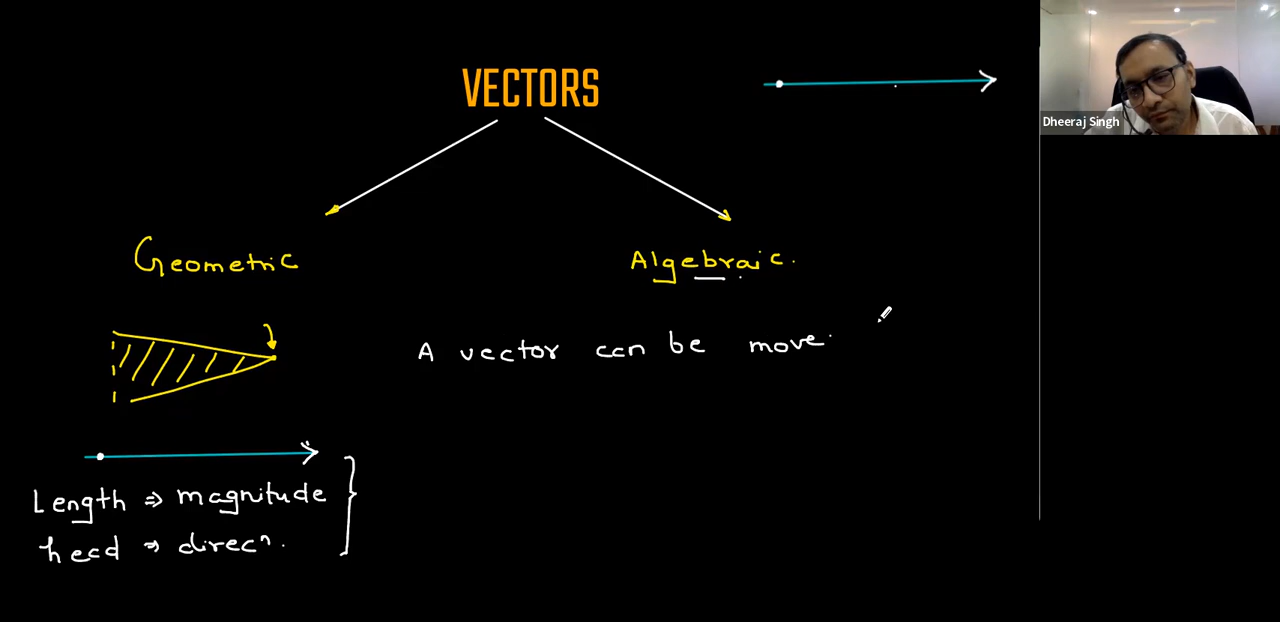 VECTORS
Dheeraj Singh
Geometric
Algebraic.
A vector can be move.
Length ⇒ magnitude
head ⇒ direcⁿ.